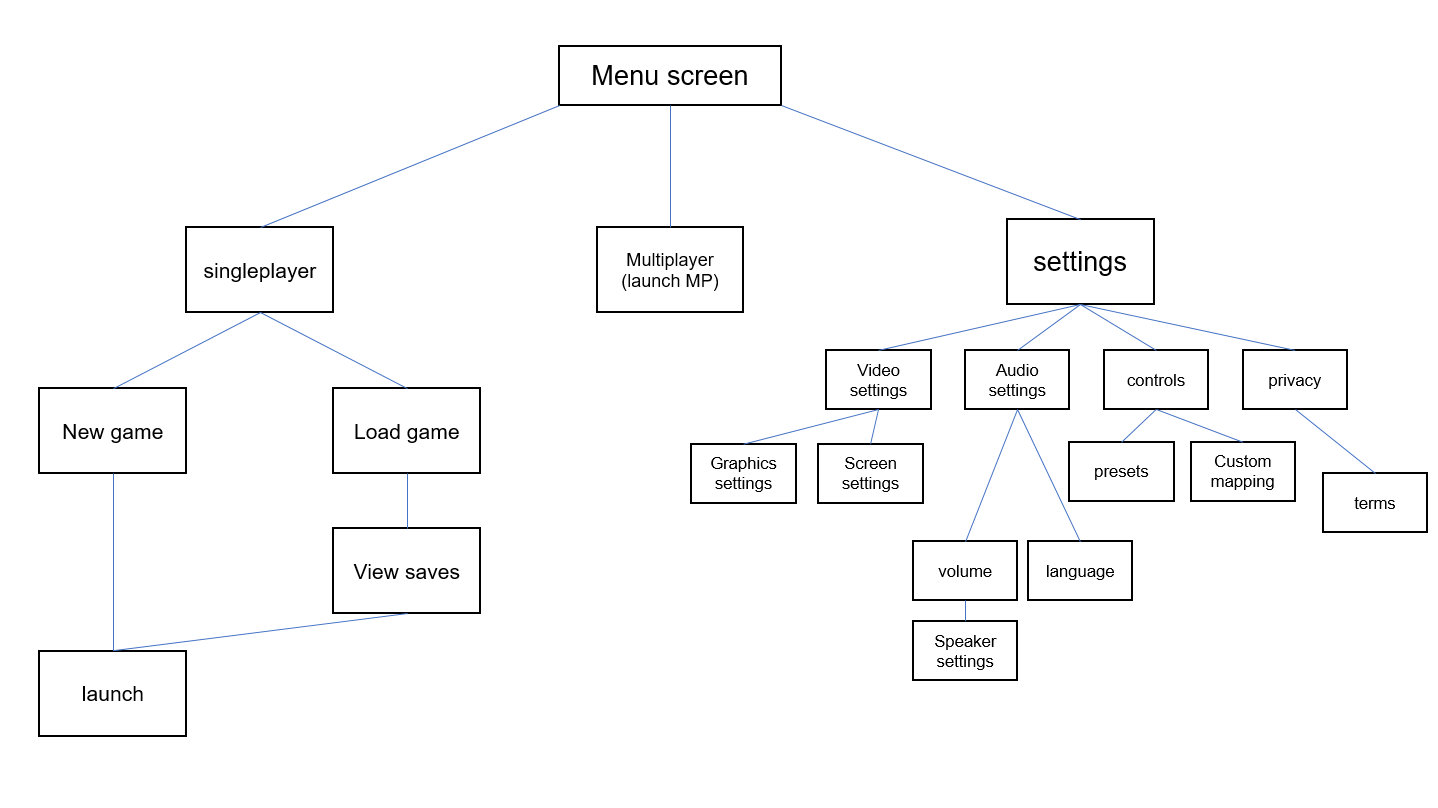 Menu screen
singleplayer
Multiplayer
(launch MP)
settings
Video
settings
Audio
settings
controls
privacy
New game
Load game
Graphics
settings
Screen
settings
presets
Custom
mapping
terms
View saves
volume
language
Speaker
settings
launch